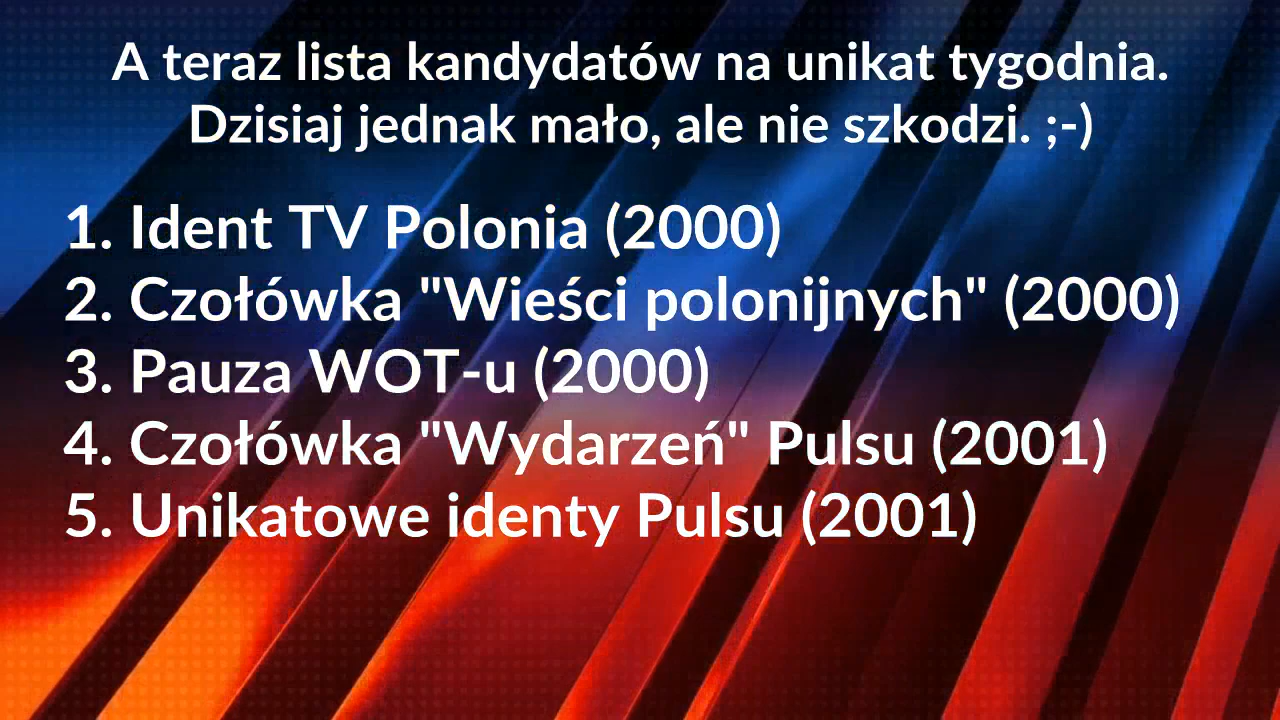 A teraz lista kandydatów na unikat tygodnia.
Dzisiaj jednak mało, ale nie szkodzi. ;-)
1. Ident TV Polonia (2000)
2. Czołówka "Wieści polonijnych" (2000)
3. Pauza WOT-u (2000)
4. Czołówka "Wydarzeń" Pulsu (2001)
5. Unikatowe identy Pulsu (2001)